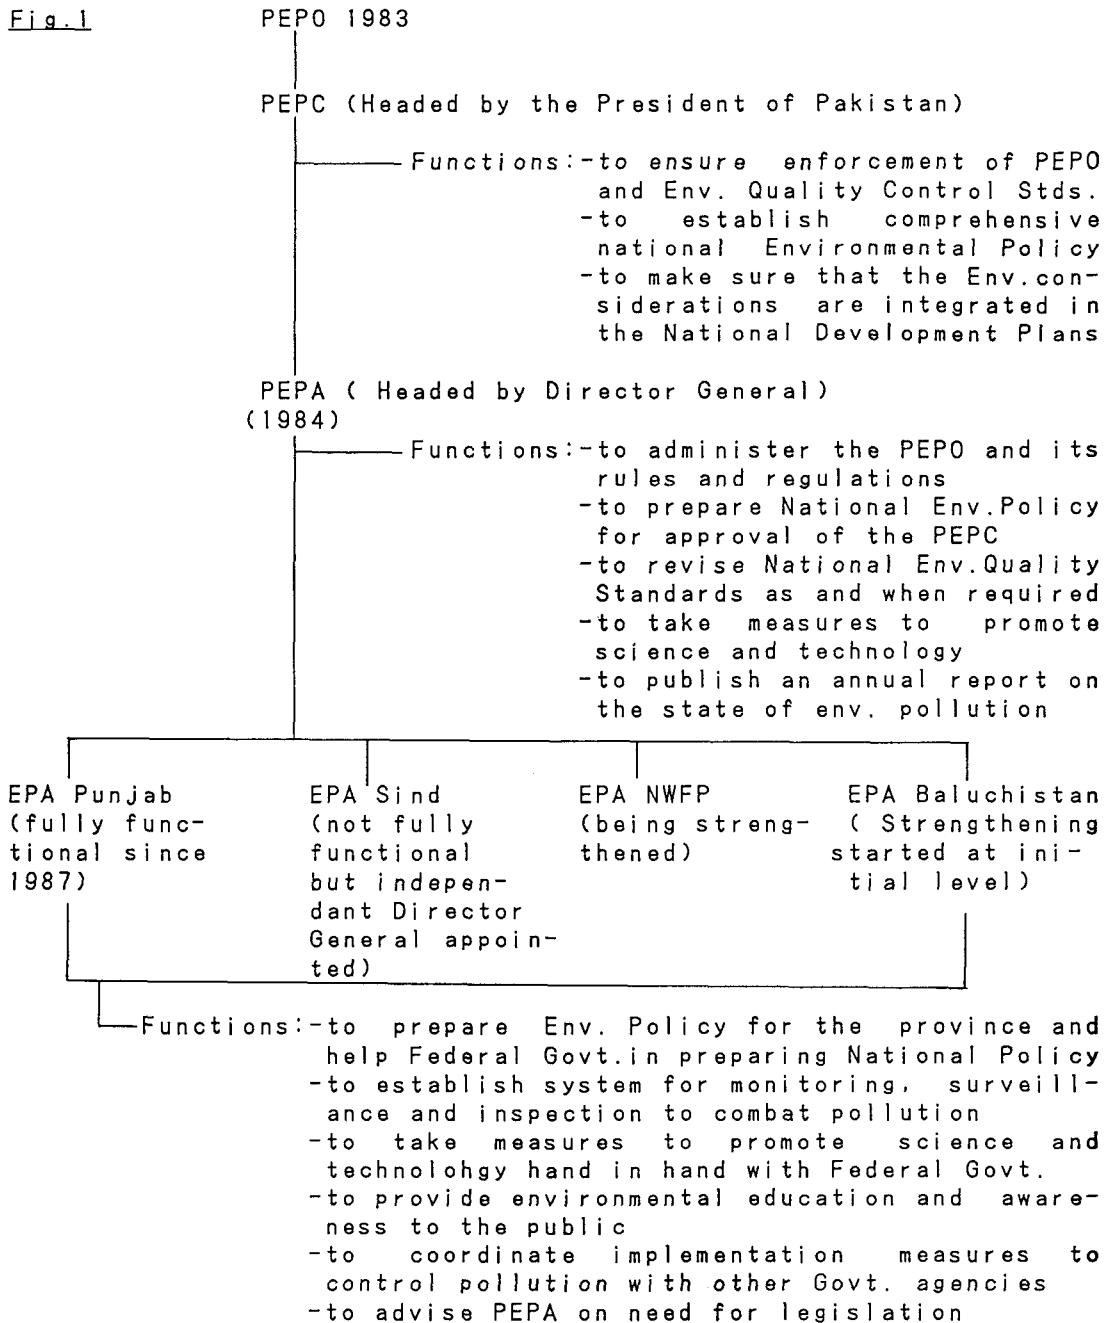 Fig.1
PEPO 1983
PEPC (Headed by the President of Pakistan)
Functions:-to ensure enforcement of PEPO
and Env. Quality Control Stds.
-to establish comprehensive
national Environmental Policy
-to make sure that the Env.con-
siderations are integrated in
the National Development Plans
PEPA ( Headed by Director General)
(1984)
Functions:-to administer the PEPO and its
rules and regulations
-to prepare National Env.Policy
for approval of the PEPC
-to revise National Env.Quality
Standards as and when required
-to take measures to promote
science and technology
-to publish an annual report on
the state of env. pollution
EPA Punjab
(fully func-
tional since
1987)
EPA Sind
(not fully
functional
but indepen-
dant Director
General appoin-
ted)
EPA NWFP
(being streng-
thened)
EPA Baluchistan
( Strengthening
started at ini-
tial level)
Functions:-to prepare Env. Policy for the province and
help Federal Govt.in preparing National Policy
-to establish system for monitoring, surveill-
ance and inspection to combat pollution
-to take measures to promote science and
technolohgy hand in hand with Federal Govt.
-to provide environmental education and aware-
ness to the public
-to coordinate implementation measures to
control pollution with other Govt. agencies
-to advise PEPA on need for legislation